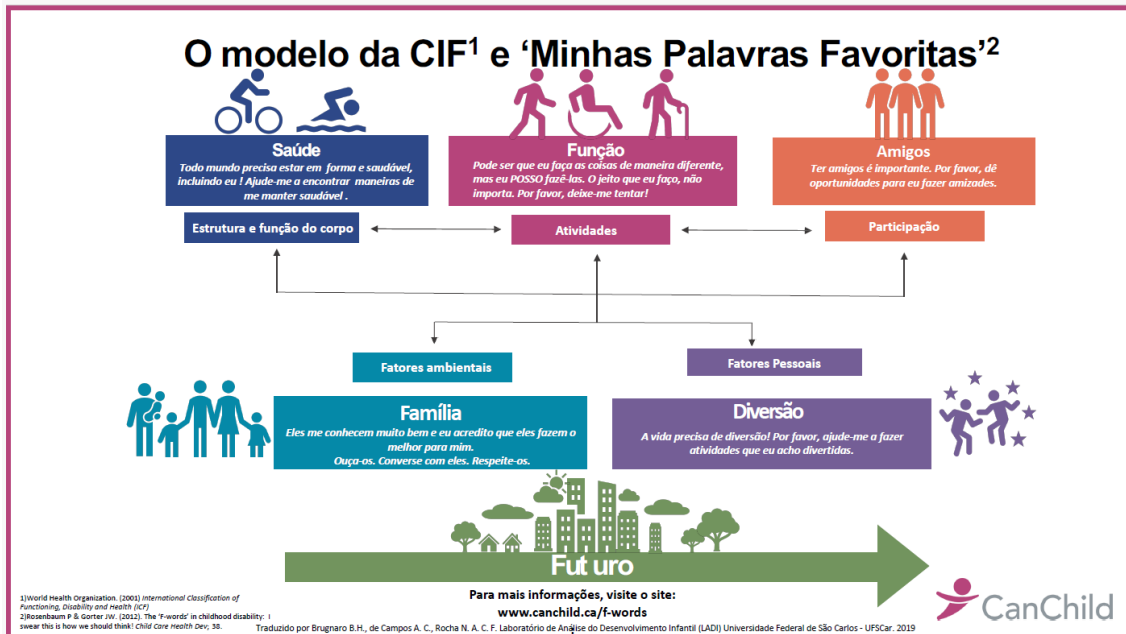 O modelo da CIF¹ e ‘Minhas Palavras Favoritas’²
Saúde
Todo mundo precisa estar em forma e saudável,
incluindo eu ! Ajude-me a encontrar maneiras de
me manter saudável .
Função
Pode ser que eu faça as coisas de maneira diferente,
mas eu POSSO fazê-las. O jeito que eu faço, não
importa. Por favor, deixe-me tentar!
Amigos
Ter amigos é importante. Por favor, dê
oportunidades para eu fazer amizades.
Estrutura e função do corpo
Atividades
Participação
Fatores ambientais
Fatores Pessoais
Família
Eles me conhecem muito bem e eu acredito que eles fazem o
melhor para mim.
Ouça-os. Converse com eles. Respeite-os.
Diversão
A vida precisa de diversão! Por favor, ajude-me a fazer
atividades que eu acho divertidas.
Futuro
Para mais informações, visite o site:
www.canchild.ca/f-words
1)World Health Organization. (2001) International Classification of
Functioning, Disability and Health (ICF)
2)Rosenbaum P & Gorter JW. (2012). The 'F-words' in childhood disability: I
swear this is how we should think! Child Care Health Dev; 38.
Traduzido por Brugnaro B.H., de Campos A. C., Rocha N. A. C. F. Laboratório de Análise do Desenvolvimento Infantil (LADI) Universidade Federal de São Carlos - UFSCar. 2019
CanChild